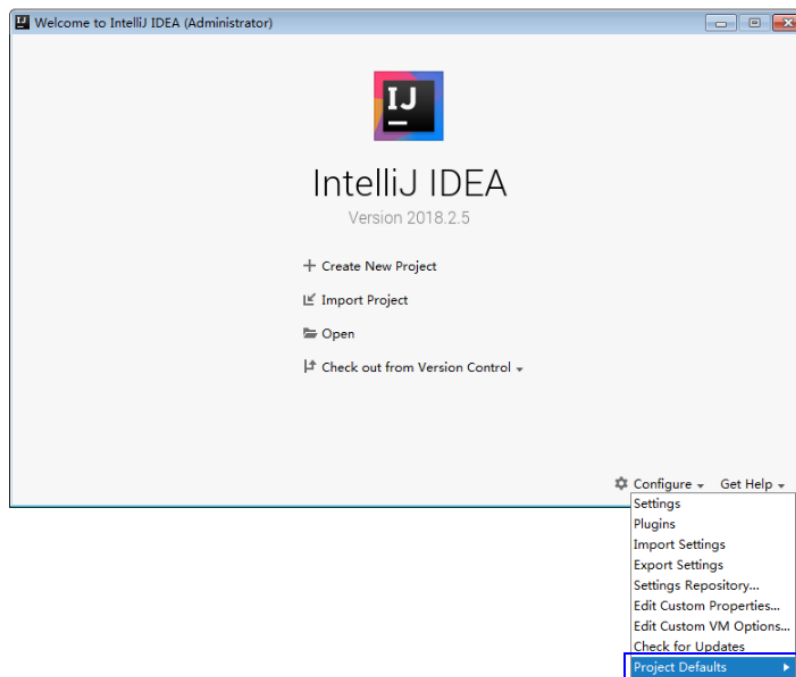 Welcome to IntelliJ IDEA (Administrator)
IJ
IntelliJ IDEA
Version 2018.2.5
Create New Project
Import Project
Open
Check out from Version Control
Configure Get Help
Settings
Plugins
Import Settings
Export Settings
Settings Repository...
Edit Custom Properties...
Edit Custom VM Options...
Check for Updates
Project Defaults